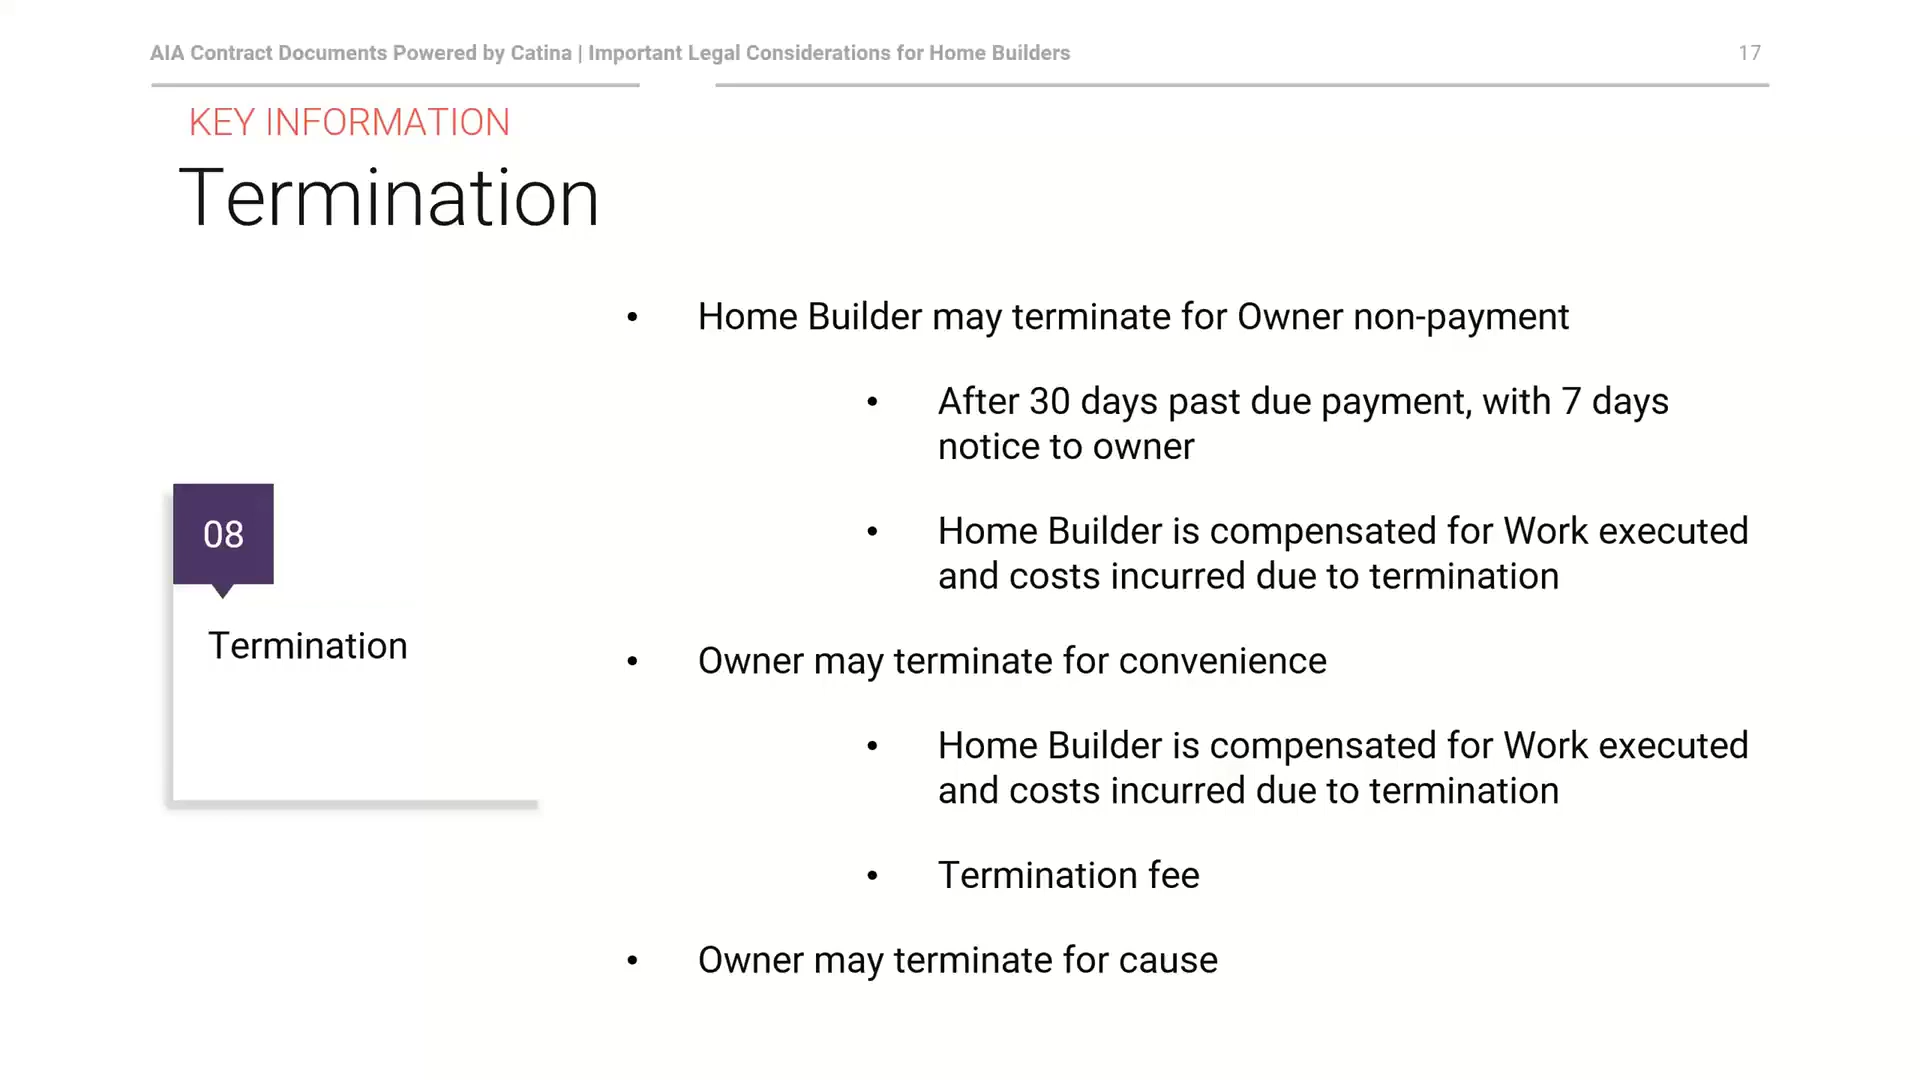 AIA Contract Documents Powered by Catina | Important Legal Considerations for Home Builders
17
KEY INFORMATION
Termination
08
Termination
• Home Builder may terminate for Owner non-payment
• After 30 days past due payment, with 7 days
notice to owner
• Home Builder is compensated for Work executed
and costs incurred due to termination
• Owner may terminate for convenience
• Home Builder is compensated for Work executed
and costs incurred due to termination
• Termination fee
• Owner may terminate for cause